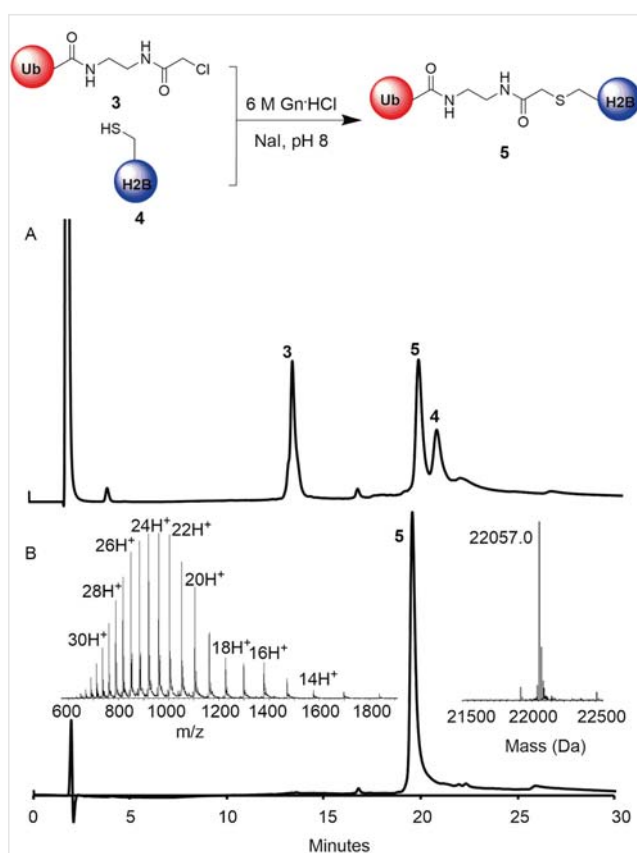 O
Ub
N
H
H
N
O
Cl
3
HS
H2B
4
6 M Gn·HCl
NaI, pH 8
Ub
O
N
H
H
N
O
S
H2B
5
A
3
5
4
B
30H+
28H+
26H+
24H+
22H+
20H+
18H+
16H+
14H+
600 800 1000 1200 1400 1600 1800
m/z
5
22057.0
21500 22000 22500
Mass (Da)
0 5 10 15 20 25 30
Minutes